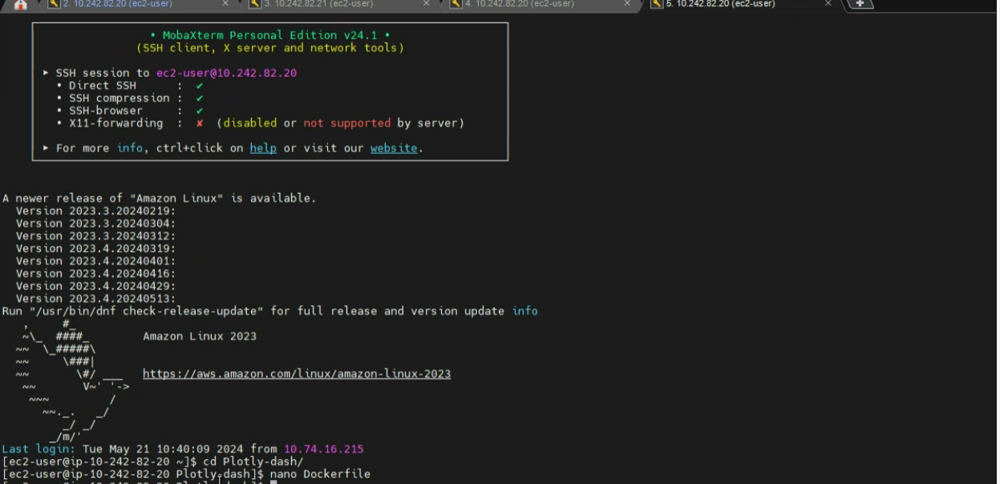 2. 10.242.82.20 (ec2-user)
3. 10.242.82.21 (ec2-user)
4. 10.242.82.20 (ec2-user)
5. 10.242.82.20 (ec2-user)
• MobaXterm Personal Edition v24.1 •
(SSH client, X server and network tools)
► SSH session to ec2-user@10.242.82.20
• Direct SSH : ✔
• SSH compression : ✔
• SSH-browser : ✔
• X11-forwarding : ✘ (disabled or not supported by server)
► For more info, ctrl+click on help or visit our website.
A newer release of "Amazon Linux" is available.
Version 2023.3.20240219:
Version 2023.3.20240304:
Version 2023.3.20240312:
Version 2023.4.20240319:
Version 2023.4.20240401:
Version 2023.4.20240416:
Version 2023.4.20240429:
Version 2023.4.20240513:
Run "/usr/bin/dnf check-release-update" for full release and version update info
   ,     #_
   ~\_  ####_        Amazon Linux 2023
  ~~  \_#####\
  ~~     \###|
  ~~       \#/ ___   https://aws.amazon.com/linux/amazon-linux-2023
   ~~       V~' '->
    ~~~         /
      ~~._.   _/
         _/ _/
       _/m/'
Last login: Tue May 21 10:40:09 2024 from 10.74.16.215
[ec2-user@ip-10-242-82-20 ~]$ cd Plotly-dash/
[ec2-user@ip-10-242-82-20 Plotly-dash]$ nano Dockerfile